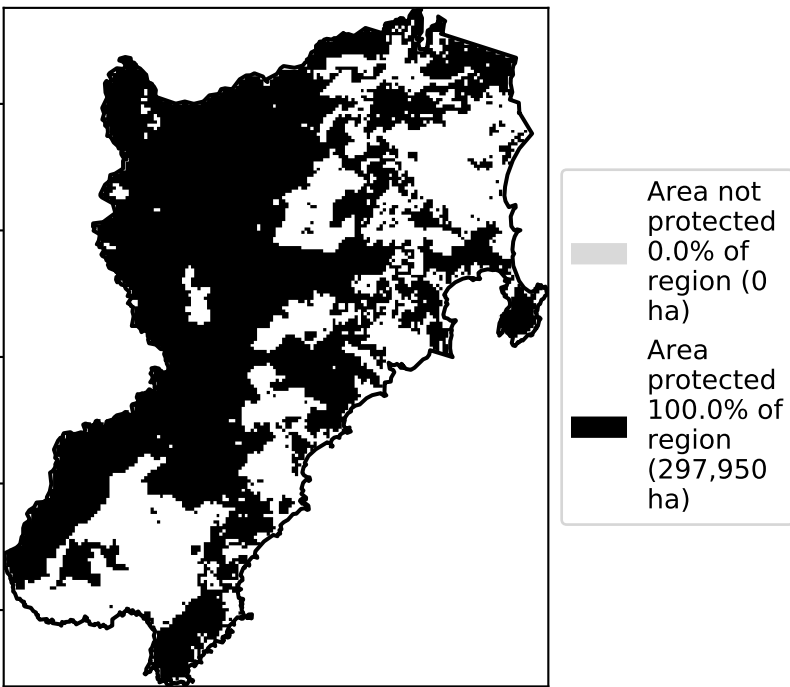 Area not
protected
0.0% of
region (0
ha)
Area
protected
100.0% of
region
(297,950
ha)